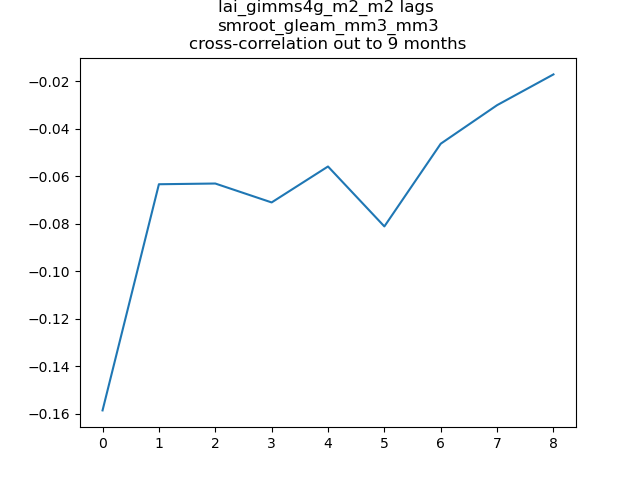 lai_gimms4g_m2_m2 lags
smroot_gleam_mm3_mm3
cross-correlation out to 9 months
−0.02
−0.04
−0.06
−0.08
−0.10
−0.12
−0.14
−0.16
0 1 2 3 4 5 6 7 8